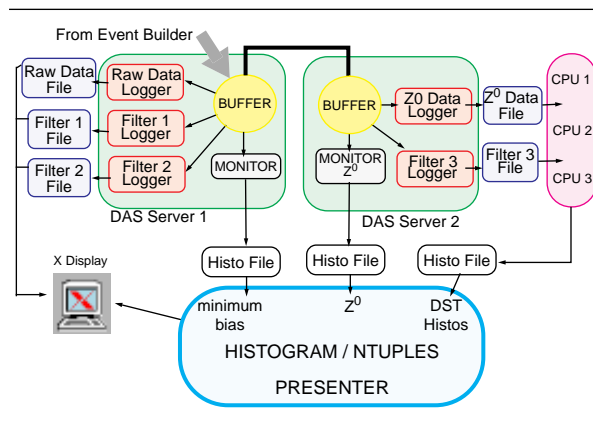 From Event Builder
Raw Data
File
Raw Data
Logger
BUFFER
BUFFER
Z0 Data
Logger
Z0 Data
File
CPU 1
Filter 1
File
Filter 1
Logger
CPU 2
Filter 2
File
Filter 2
Logger
MONITOR
MONITOR
Z0
Filter 3
Logger
Filter 3
File
CPU 3
DAS Server 1
DAS Server 2
X Display
Histo File
Histo File
Histo File
minimum
bias
Z0
DST
Histos
HISTOGRAM / NTUPLES
PRESENTER